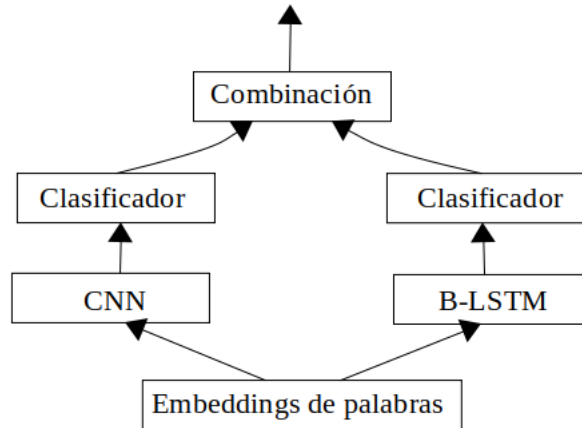 Combinación
Clasificador
Clasificador
CNN
B-LSTM
Embeddings de palabras